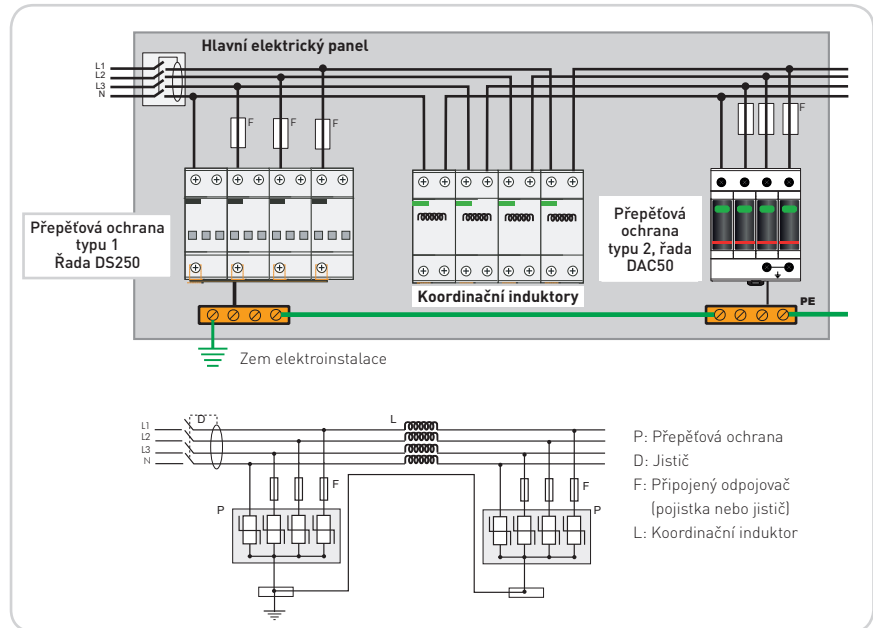 Hlavní elektrický panel
L1
L2
L3
N
F
F
F
F
Přepěťová ochrana
typu 1
Řada DS250
Přepěťová
ochrana
typu 2, řada
DAC50
Koordinační induktory
PE
Zem elektroinstalace
D
L
L1
L2
L3
N
F
F
P
P
P: Přepěťová ochrana
D: Jistič
F: Připojený odpojovač
(pojistka nebo jistič)
L: Koordinační induktor